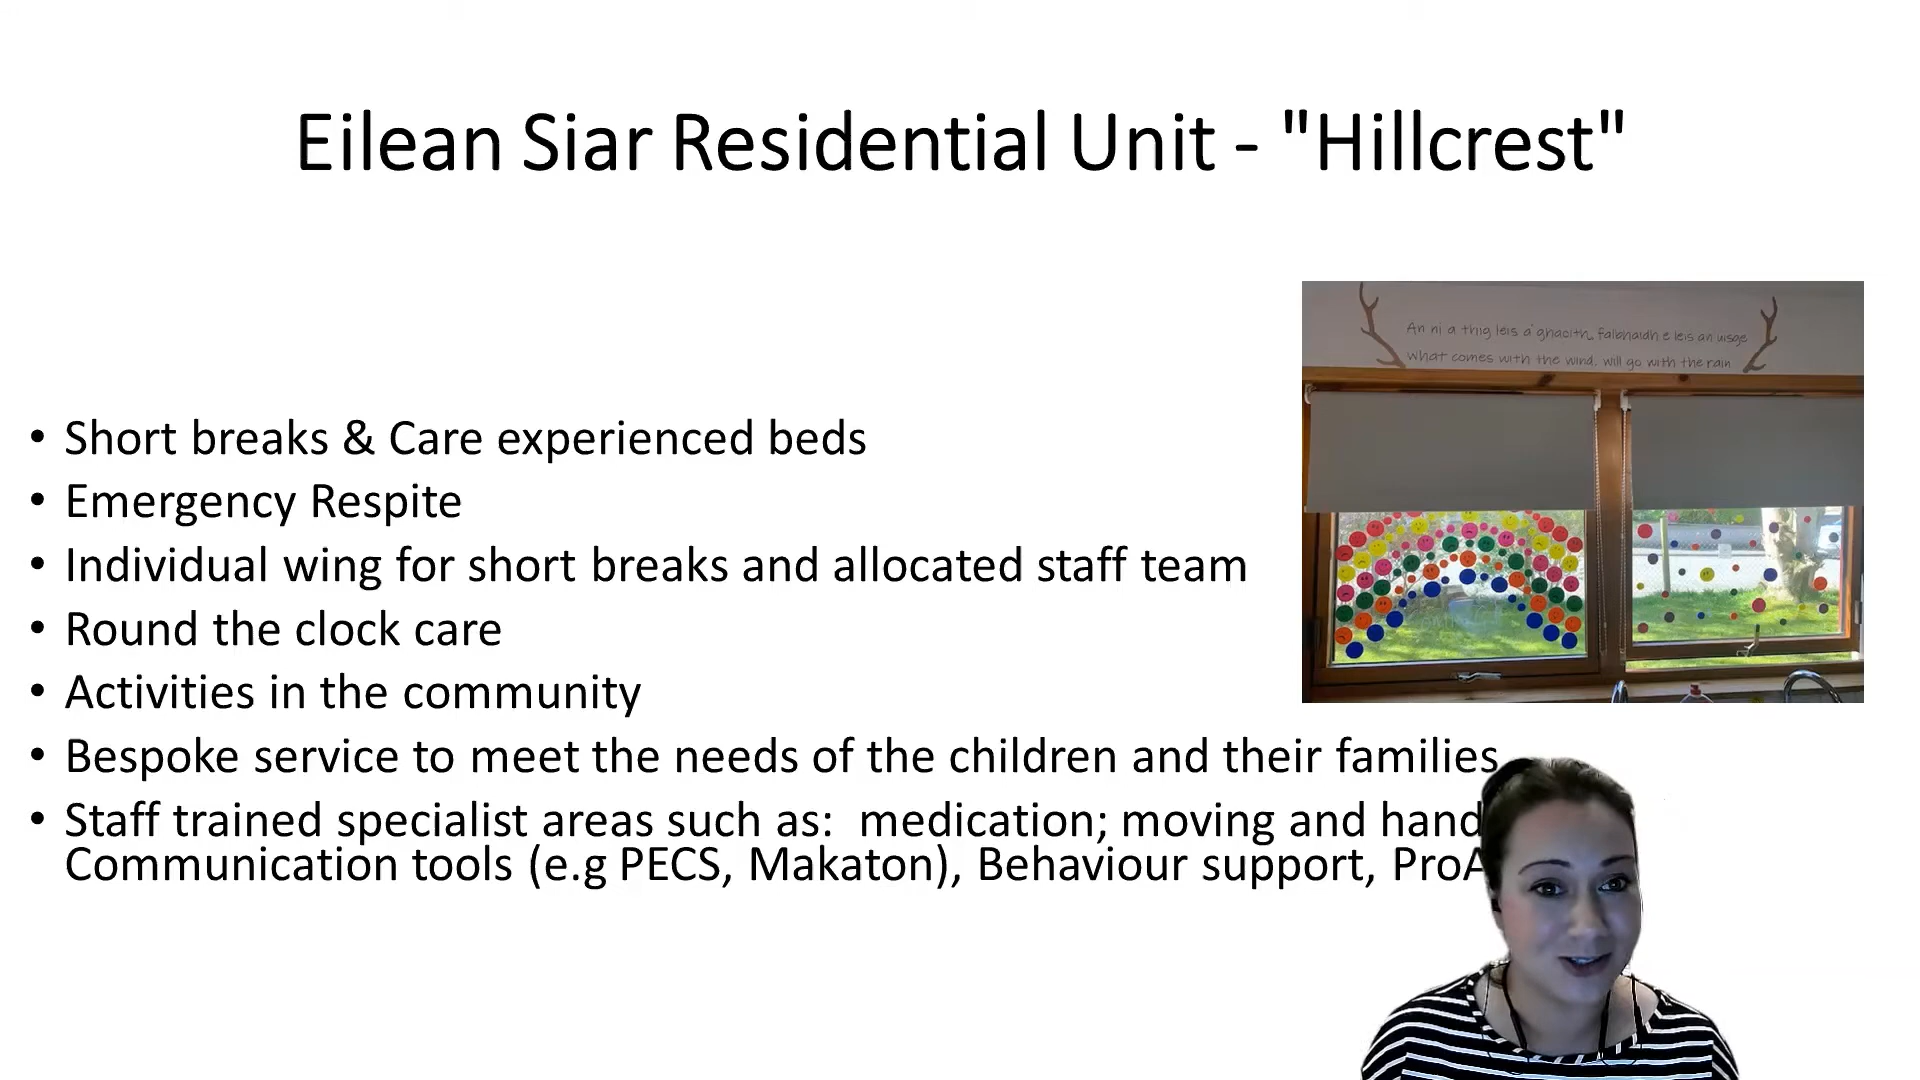 Eilean Siar Residential Unit - "Hillcrest"
An ni a thig leis a' ghaoith, falbhaidh e leis an uisge
What comes with the wind, will go with the rain
• Short breaks & Care experienced beds
• Emergency Respite
• Individual wing for short breaks and allocated staff team
• Round the clock care
• Activities in the community
• Bespoke service to meet the needs of the children and their families
• Staff trained specialist areas such as:  medication; moving and hand
Communication tools (e.g PECS, Makaton), Behaviour support, ProA